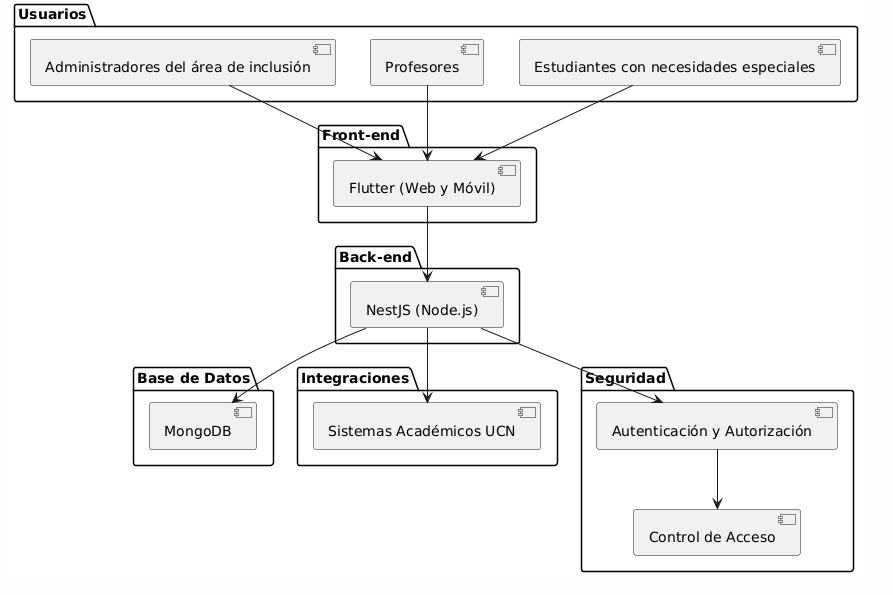 Usuarios
Administradores del área de inclusión
Profesores
Estudiantes con necesidades especiales
Front-end
Flutter (Web y Móvil)
Back-end
NestJS (Node.js)
Base de Datos
Integraciones
Seguridad
MongoDB
Sistemas Académicos UCN
Autenticación y Autorización
Control de Acceso